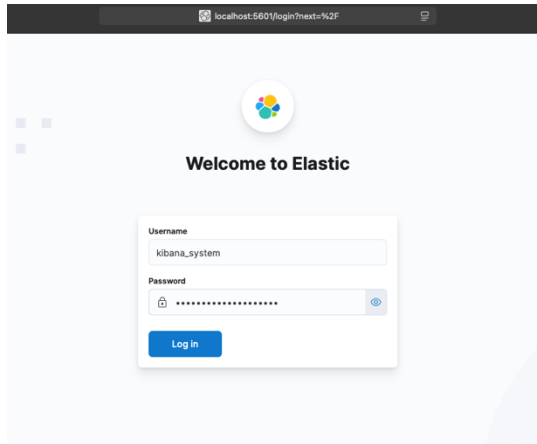 localhost:5601/login?next=%2F
Welcome to Elastic
Username
kibana_system
Password
••••••••••••••••••••
Log in